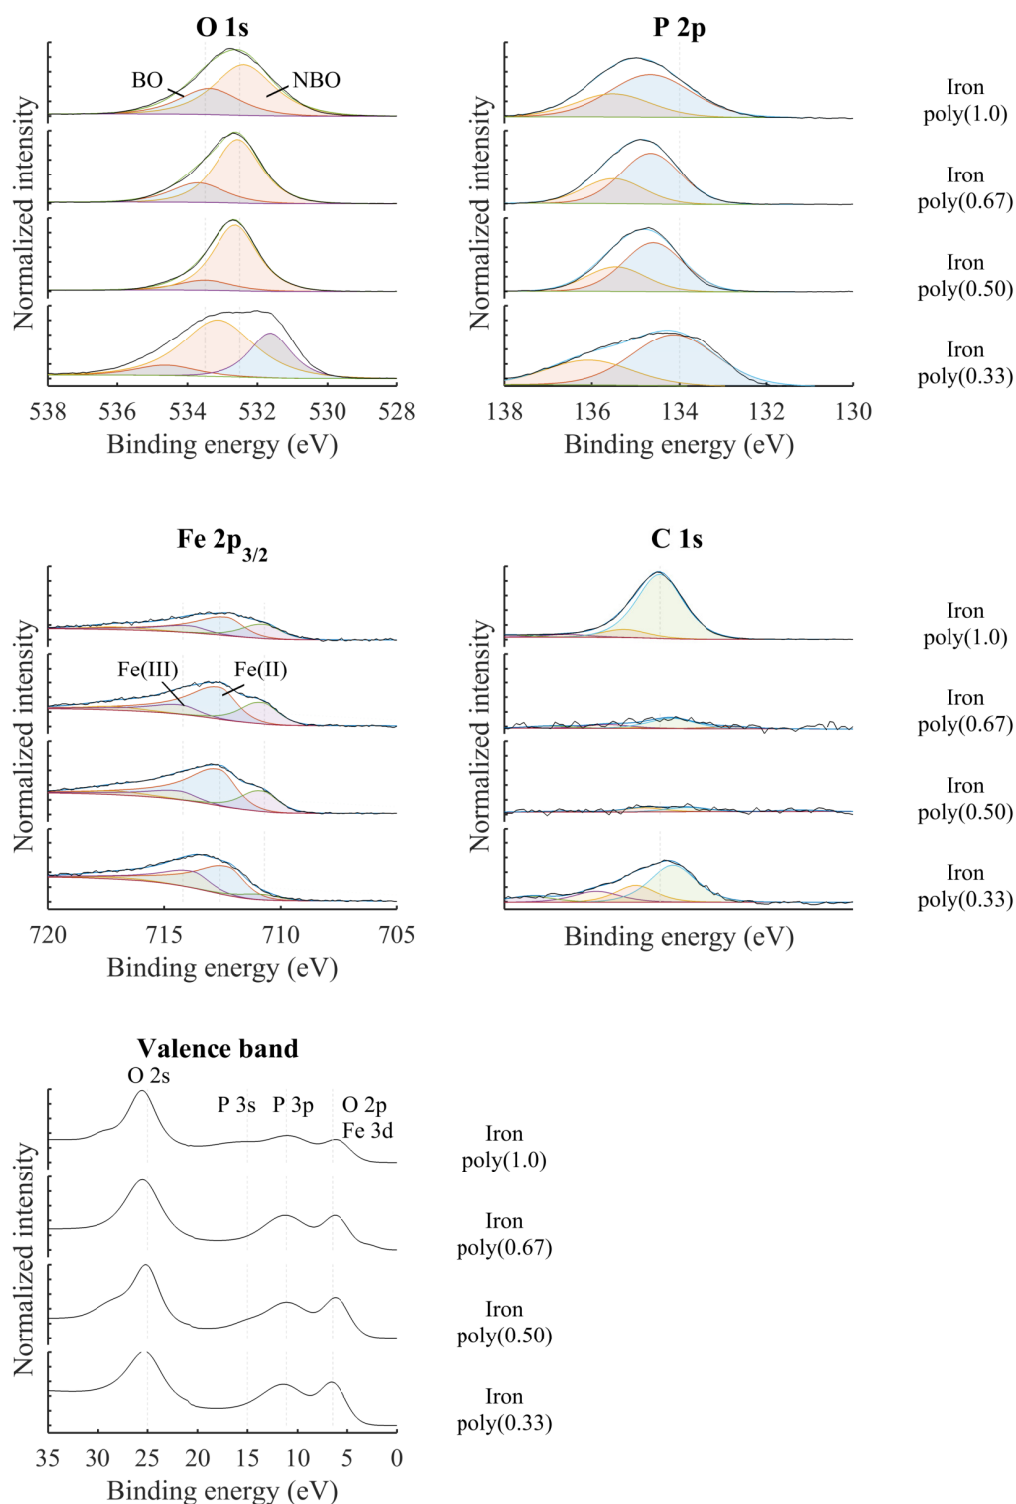 O 1s
P 2p
Normalized intensity
BO
NBO
Normalized intensity
Iron
poly(1.0)
Iron
poly(0.67)
Iron
poly(0.50)
Iron
poly(0.33)
538 536 534 532 530 528
Binding energy (eV)
138 136 134 132 130
Binding energy (eV)
Fe 2p3/2
C 1s
Normalized intensity
Fe(III)
Fe(II)
Normalized intensity
Iron
poly(1.0)
Iron
poly(0.67)
Iron
poly(0.50)
Iron
poly(0.33)
720 715 710 705
Binding energy (eV)
Binding energy (eV)
Valence band
O 2s
P 3s P 3p O 2p
Fe 3d
Normalized intensity
Iron
poly(1.0)
Iron
poly(0.67)
Iron
poly(0.50)
Iron
poly(0.33)
35 30 25 20 15 10 5 0
Binding energy (eV)